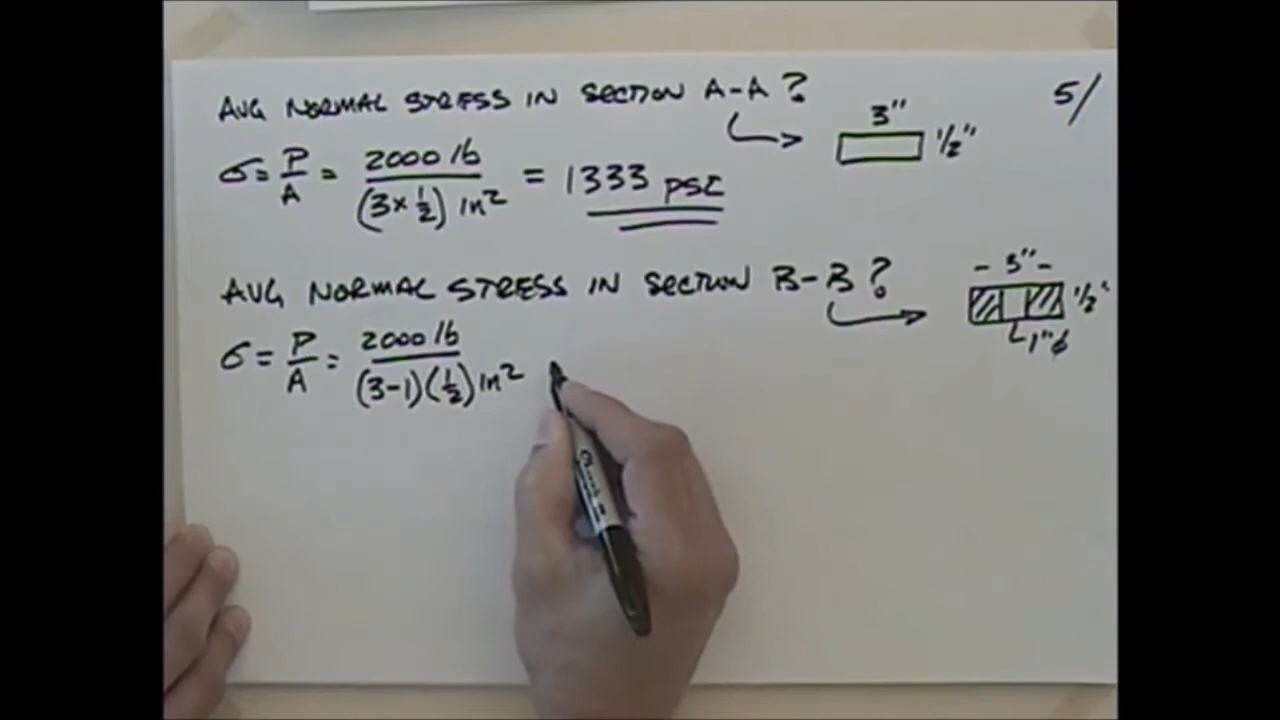 AVG NORMAL STRESS IN SECTION A-A ?
5/
3"
1/2"
σ = P/A = 2000 lb / (3 × 1/2) in² = 1333 psi
AVG NORMAL STRESS IN SECTION B-B ?
- 3" -
1/2"
1"ϕ
σ = P/A = 2000 lb / (3-1)(1/2) in²